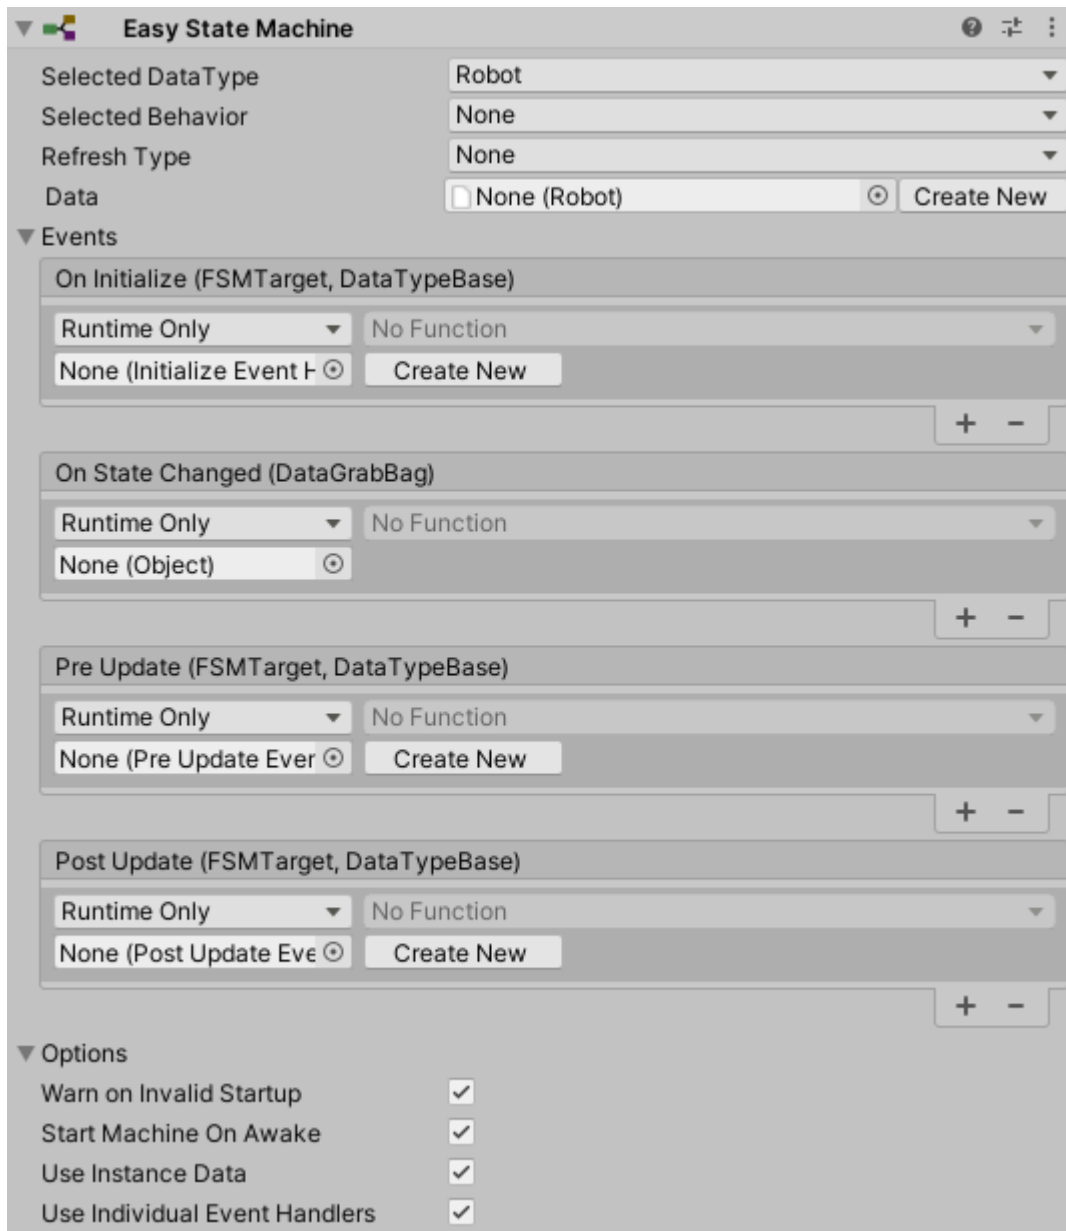 Easy State Machine
Selected DataType Robot
Selected Behavior None
Refresh Type None
Data None (Robot) Create New
Events
On Initialize (FSMTarget, DataTypeBase)
Runtime Only No Function
None (Initialize Event H Create New
+ -
On State Changed (DataGrabBag)
Runtime Only No Function
None (Object)
+ -
Pre Update (FSMTarget, DataTypeBase)
Runtime Only No Function
None (Pre Update Ever Create New
+ -
Post Update (FSMTarget, DataTypeBase)
Runtime Only No Function
None (Post Update Eve Create New
+ -
Options
Warn on Invalid Startup
Start Machine On Awake
Use Instance Data
Use Individual Event Handlers